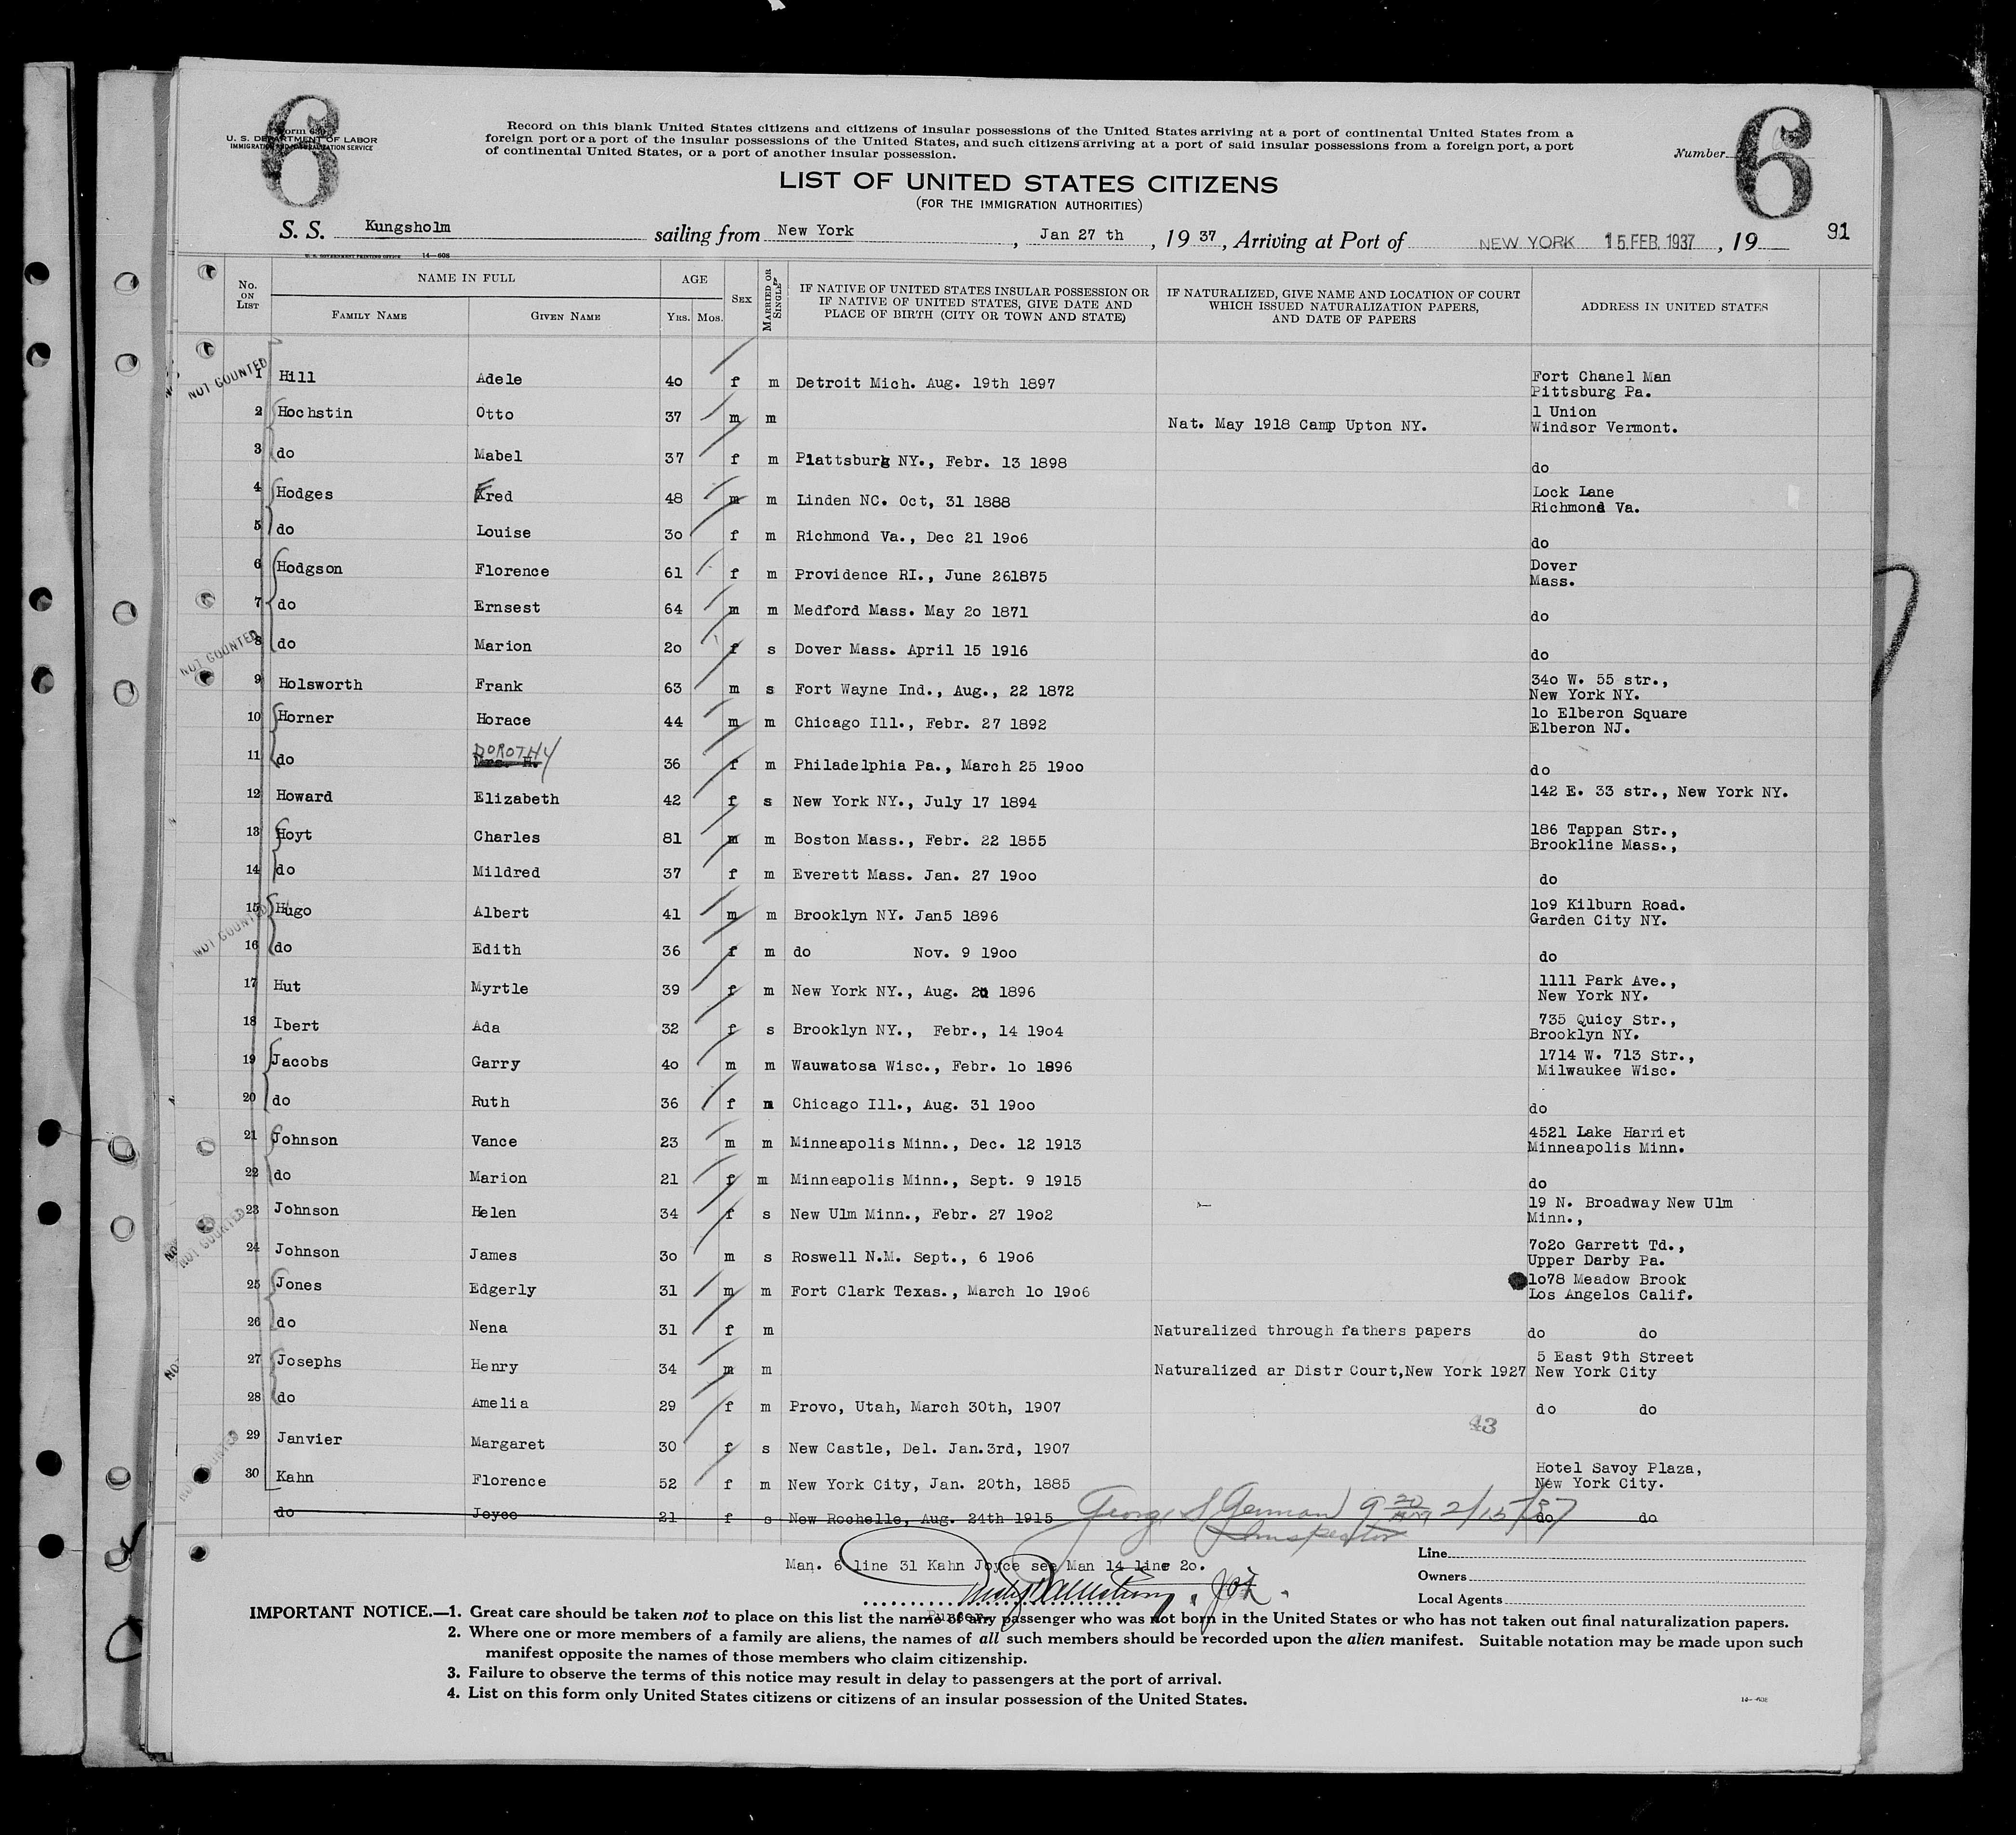 6
Form 630
U. S. DEPARTMENT OF LABOR
IMMIGRATION AND NATURALIZATION SERVICE
Record on this blank United States citizens and citizens of insular possessions of the United States arriving at a port of continental United States from a
foreign port or a port of the insular possessions of the United States, and such citizens arriving at a port of said insular possessions from a foreign port, a port
of continental United States, or a port of another insular possession.
Number 6
LIST OF UNITED STATES CITIZENS
(FOR THE IMMIGRATION AUTHORITIES)
S. S. Kungsholm sailing from New York, Jan 27 th, 19 37, Arriving at Port of NEW YORK 15.FEB.1937, 19 91
U. S. GOVERNMENT PRINTING OFFICE 14—608
No. ON LIST NAME IN FULL FAMILY NAME GIVEN NAME AGE YRS. MOS. SEX MARRIED OR SINGLE IF NATIVE OF UNITED STATES INSULAR POSSESSION OR IF NATIVE OF UNITED STATES, GIVE DATE AND PLACE OF BIRTH (CITY OR TOWN AND STATE) IF NATURALIZED, GIVE NAME AND LOCATION OF COURT WHICH ISSUED NATURALIZATION PAPERS, AND DATE OF PAPERS ADDRESS IN UNITED STATES
NOT COUNTED 1 Hill Adele 40 f m Detroit Mich. Aug. 19th 1897 Fort Chanel Man Pittsburg Pa.
2 Hochstin Otto 37 m m Nat. May 1918 Camp Upton NY. 1 Union Windsor Vermont.
3 do Mabel 37 f m Plattsburg NY., Febr. 13 1898 do
4 Hodges Fred 48 m m Linden NC. Oct, 31 1888 Lock Lane Richmond Va.
5 do Louise 30 f m Richmond Va., Dec 21 1906 do
6 Hodgson Florence 61 f m Providence RI., June 261875 Dover Mass.
7 do Ernsest 64 m m Medford Mass. May 20 1871 do
NOT COUNTED 8 do Marion 20 f s Dover Mass. April 15 1916 do
9 Holsworth Frank 63 m s Fort Wayne Ind., Aug., 22 1872 340 W. 55 str., New York NY.
10 Horner Horace 44 m m Chicago Ill., Febr. 27 1892 10 Elberon Square Elberon NJ.
11 do DOROTHY Mrs. H. 36 f m Philadelphia Pa., March 25 1900 do
12 Howard Elizabeth 42 f s New York NY., July 17 1894 142 E. 33 str., New York NY.
13 Hoyt Charles 81 m m Boston Mass., Febr. 22 1855 186 Tappan Str., Brookline Mass.,
14 do Mildred 37 f m Everett Mass. Jan. 27 1900 do
NOT COUNTED 15 Hugo Albert 41 m m Brooklyn NY. Jan5 1896 109 Kilburn Road. Garden City NY.
16 do Edith 36 f m do Nov. 9 1900 do
17 Hut Myrtle 39 f m New York NY., Aug. 1896 1111 Park Ave., New York NY.
18 Ibert Ada 32 f s Brooklyn NY., Febr., 14 1904 735 Quicy Str., Brooklyn NY.
19 Jacobs Garry 40 m m Wauwatosa Wisc., Febr. 10 1896 1714 W. 713 Str., Milwaukee Wisc.
20 do Ruth 36 f m Chicago Ill., Aug. 31 1900 do
21 Johnson Vance 23 m m Minneapolis Minn., Dec. 12 1913 4521 Lake Harriet Minneapolis Minn.
22 do Marion 21 f m Minneapolis Minn., Sept. 9 1915 do
NOT COUNTED 23 Johnson Helen 34 f s New Ulm Minn., Febr. 27 1902 19 N. Broadway New Ulm Minn.,
24 Johnson James 30 m s Roswell N.M. Sept., 6 1906 7020 Garrett Td., Upper Darby Pa.
25 Jones Edgerly 31 m m Fort Clark Texas., March 10 1906 1078 Meadow Brook Los Angelos Calif.
26 do Nena 31 f m Naturalized through fathers papers do do
27 Josephs Henry 34 m m Naturalized ar Distr Court,New York 1927 5 East 9th Street New York City
28 do Amelia 29 f m Provo, Utah, March 30th, 1907 do do
43
NOT COUNTED 29 Janvier Margaret 30 f s New Castle, Del. Jan.3rd, 1907
30 Kahn Florence 52 f m New York City, Jan. 20th, 1885 Hotel Savoy Plaza, New York City.
do Joyce 21 f s New Rochelle, Aug. 24th 1915 do do
George S German 9 20 AM 2/15/37
Inspector
Man. 6 line 31 Kahn Joyce see Man 14 line 20.
Purser.
Line
Owners
Local Agents
IMPORTANT NOTICE.—1. Great care should be taken not to place on this list the name of any passenger who was not born in the United States or who has not taken out final naturalization papers.
2. Where one or more members of a family are aliens, the names of all such members should be recorded upon the alien manifest. Suitable notation may be made upon such
manifest opposite the names of those members who claim citizenship.
3. Failure to observe the terms of this notice may result in delay to passengers at the port of arrival.
4. List on this form only United States citizens or citizens of an insular possession of the United States.
14—608